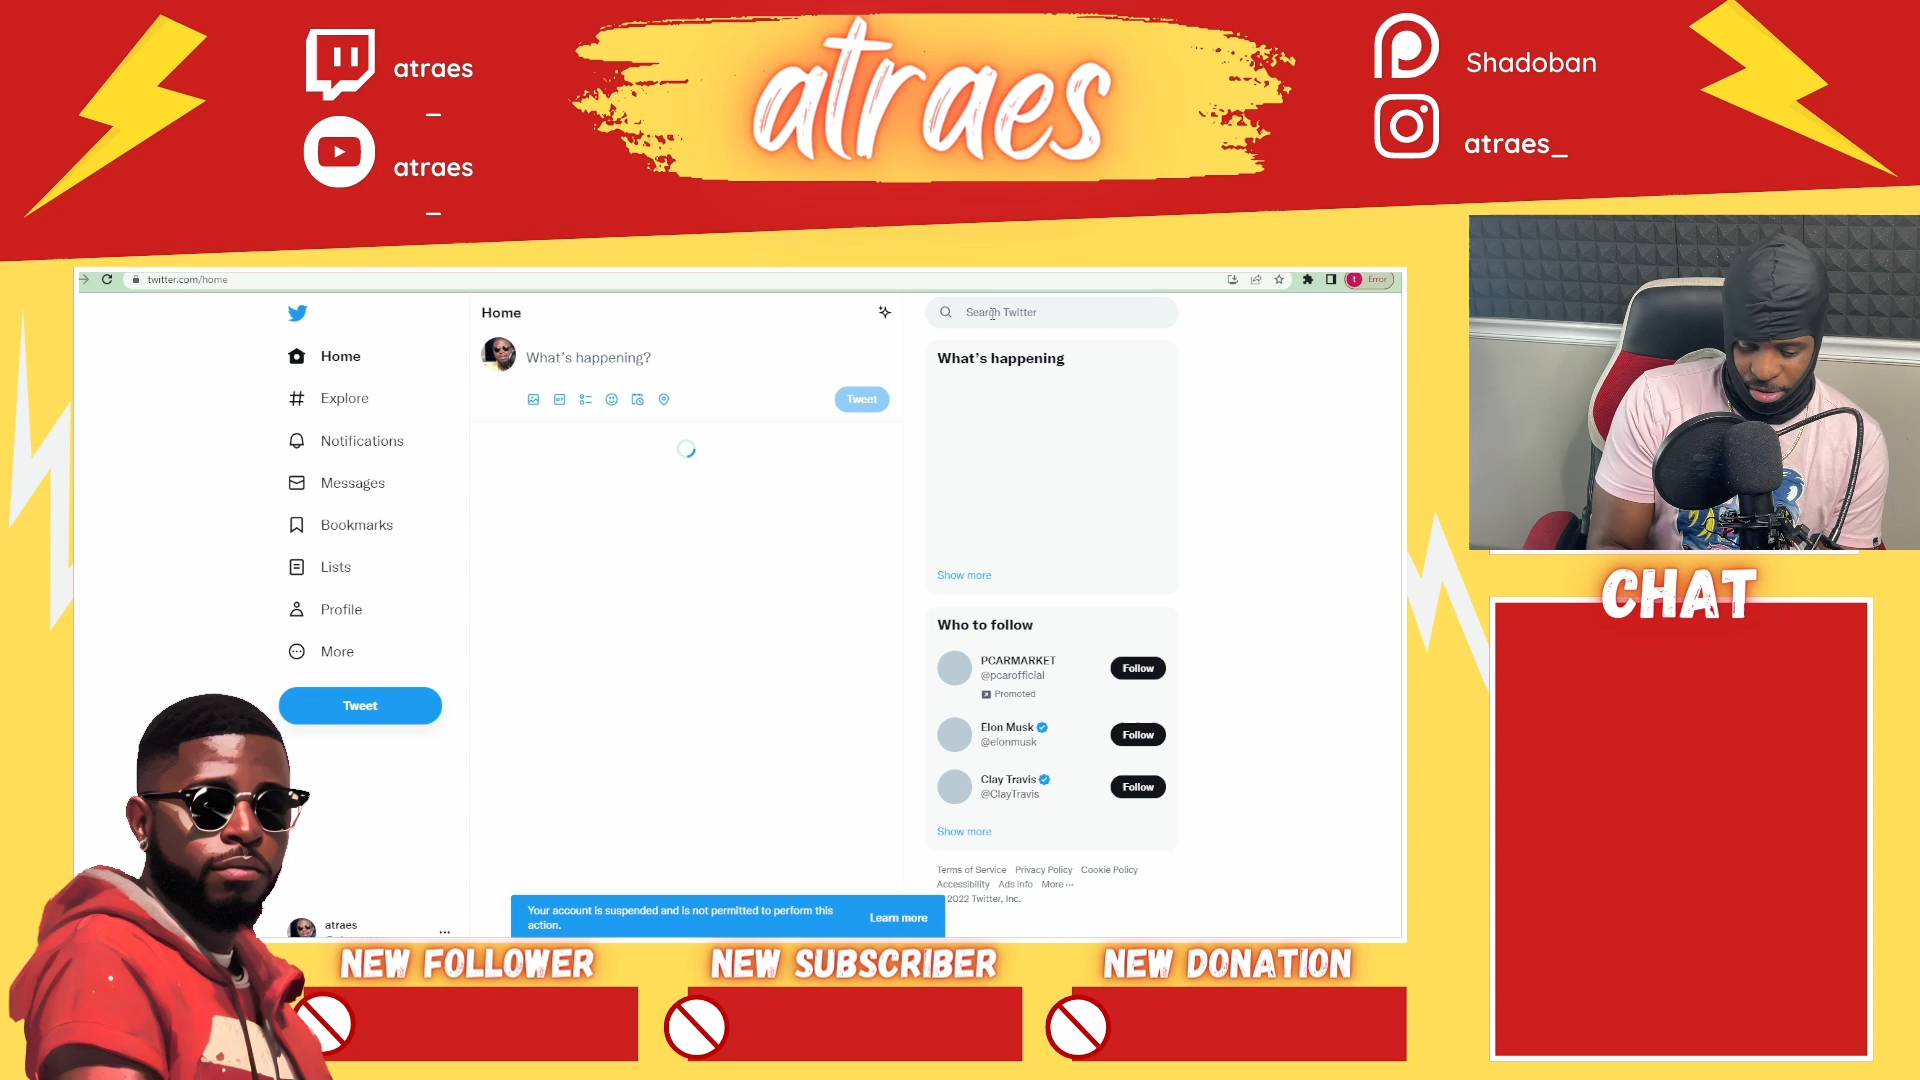 atraes
_
atraes
_
atraes
Shadoban
atraes_
twitter.com/home
Error
Home
Explore
Notifications
Messages
Bookmarks
Lists
Profile
More
Tweet
atraes
Home
What's happening?
Tweet
Your account is suspended and is not permitted to perform this
action.
Learn more
Search Twitter
What's happening
Show more
Who to follow
PCARMARKET
@pcarofficial
Promoted
Follow
Elon Musk
@elonmusk
Follow
Clay Travis
@ClayTravis
Follow
Show more
Terms of Service Privacy Policy Cookie Policy
Accessibility Ads info More ...
2022 Twitter, Inc.
CHAT
NEW FOLLOWER
NEW SUBSCRIBER
NEW DONATION